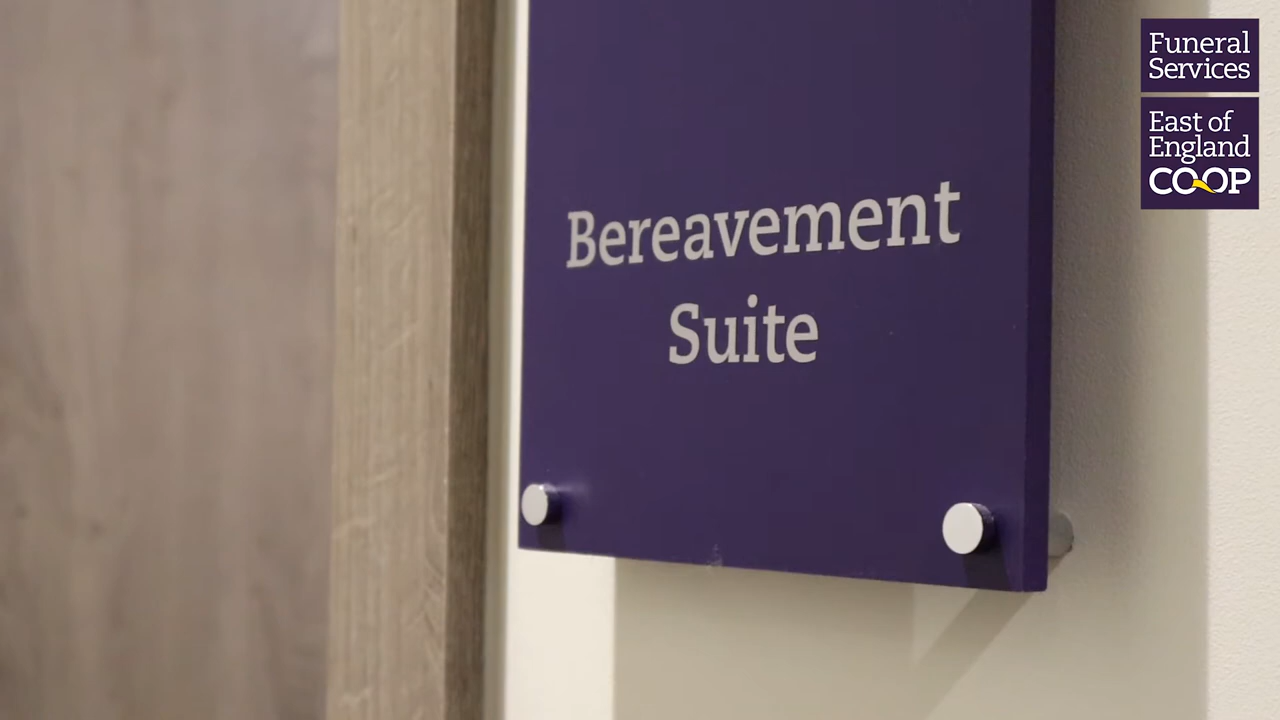 Bereavement
Suite
Funeral
Services
East of
England
COOP